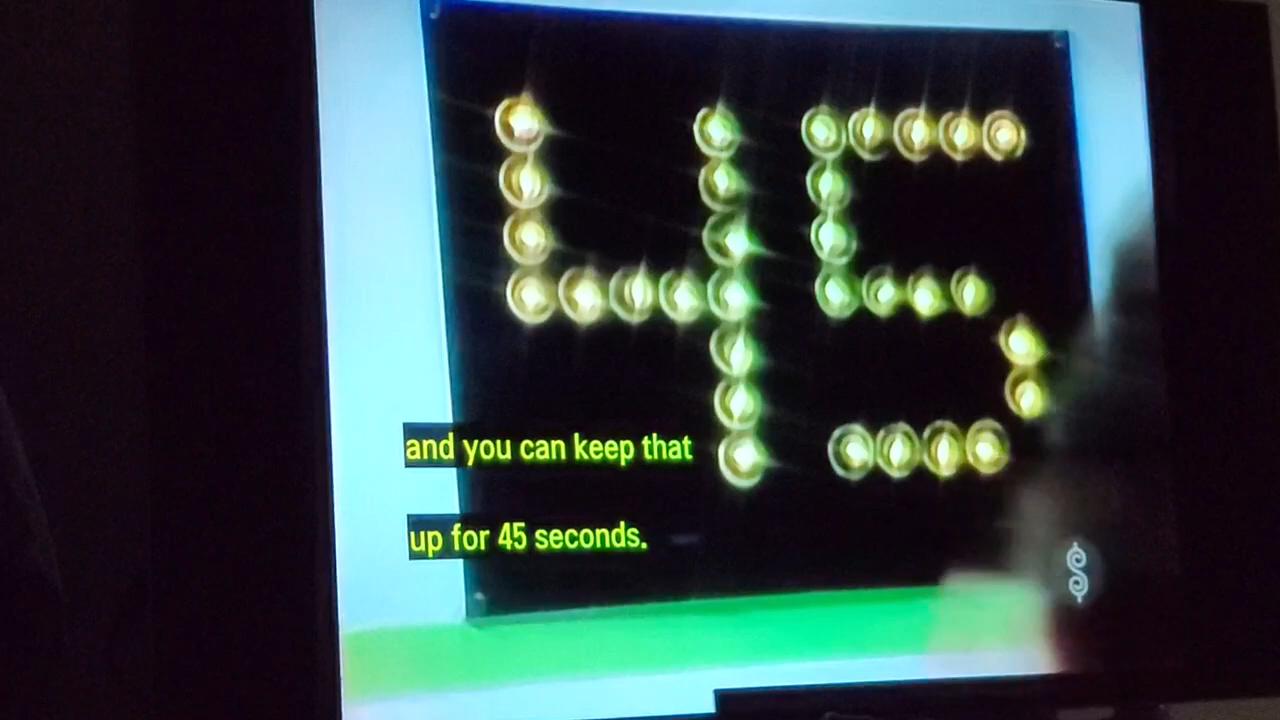 45
and you can keep that
up for 45 seconds.